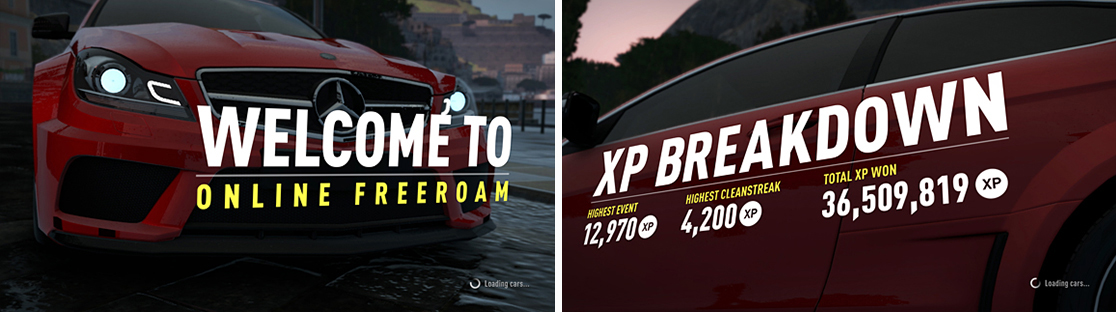 WELCOME TO
ONLINE FREEROAM
Loading cars...
XP BREAKDOWN
HIGHEST EVENT
12,970 XP
HIGHEST CLEANSTREAK
4,200 XP
TOTAL XP WON
36,509,819 XP
Loading cars...